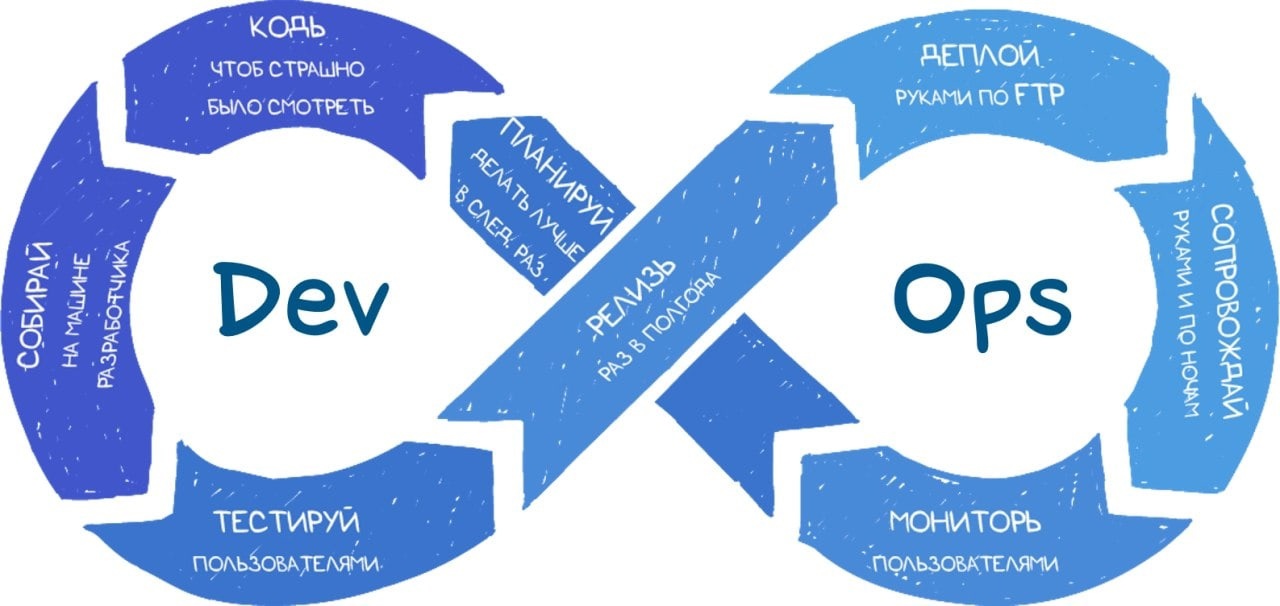 КОДЬ
ЧТОБ СТРАШНО
БЫЛО СМОТРЕТЬ
СОБИРАЙ
НА МАШИНЕ
РАЗРАБОТЧИКА
ТЕСТИРУЙ
ПОЛЬЗОВАТЕЛЯМИ
Dev
ПЛАНИРУЙ
ДЕЛАТЬ ЛУЧШЕ
В СЛЕД. РАЗ
РЕЛИЗЬ
РАЗ В ПОЛГОДА
ДЕПЛОЙ
РУКАМИ ПО FTP
Ops
СОПРОВОЖДАЙ
РУКАМИ И ПО НОЧАМ
МОНИТОРЬ
ПОЛЬЗОВАТЕЛЯМИ